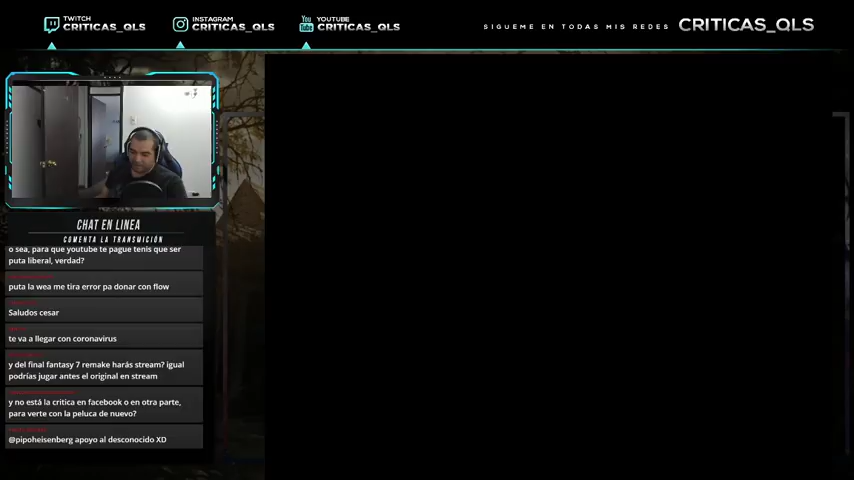 TWITCH
CRITICAS_QLS
INSTAGRAM
CRITICAS_QLS
You
Tube
YOUTUBE
CRITICAS_QLS
SIGUEME EN TODAS MIS REDES
CRITICAS_QLS
CHAT EN LINEA
COMENTA LA TRANSMICIÓN
o sea, para que youtube te pague tenis que ser
puta liberal, verdad?
puta la wea me tira error pa donar con flow
Saludos cesar
te va a llegar con coronavirus
y del final fantasy 7 remake harás stream? igual
podrías jugar antes el original en stream
y no está la critica en facebook o en otra parte,
para verte con la peluca de nuevo?
@pipoheisenberg apoyo al desconocido XD